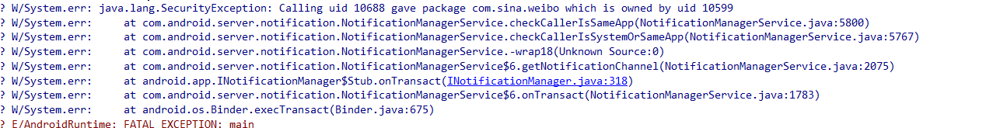 ? W/System.err: java.lang.SecurityException: Calling uid 10688 gave package com.sina.weibo which is owned by uid 10599
? W/System.err:     at com.android.server.notification.NotificationManagerService.checkCallerIsSameApp(NotificationManagerService.java:5800)
? W/System.err:     at com.android.server.notification.NotificationManagerService.checkCallerIsSystemOrSameApp(NotificationManagerService.java:5767)
? W/System.err:     at com.android.server.notification.NotificationManagerService.-wrap18(Unknown Source:0)
? W/System.err:     at com.android.server.notification.NotificationManagerService$6.getNotificationChannel(NotificationManagerService.java:2075)
? W/System.err:     at android.app.INotificationManager$Stub.onTransact(INotificationManager.java:318)
? W/System.err:     at com.android.server.notification.NotificationManagerService$6.onTransact(NotificationManagerService.java:1783)
? W/System.err:     at android.os.Binder.execTransact(Binder.java:675)
? E/AndroidRuntime: FATAL EXCEPTION: main